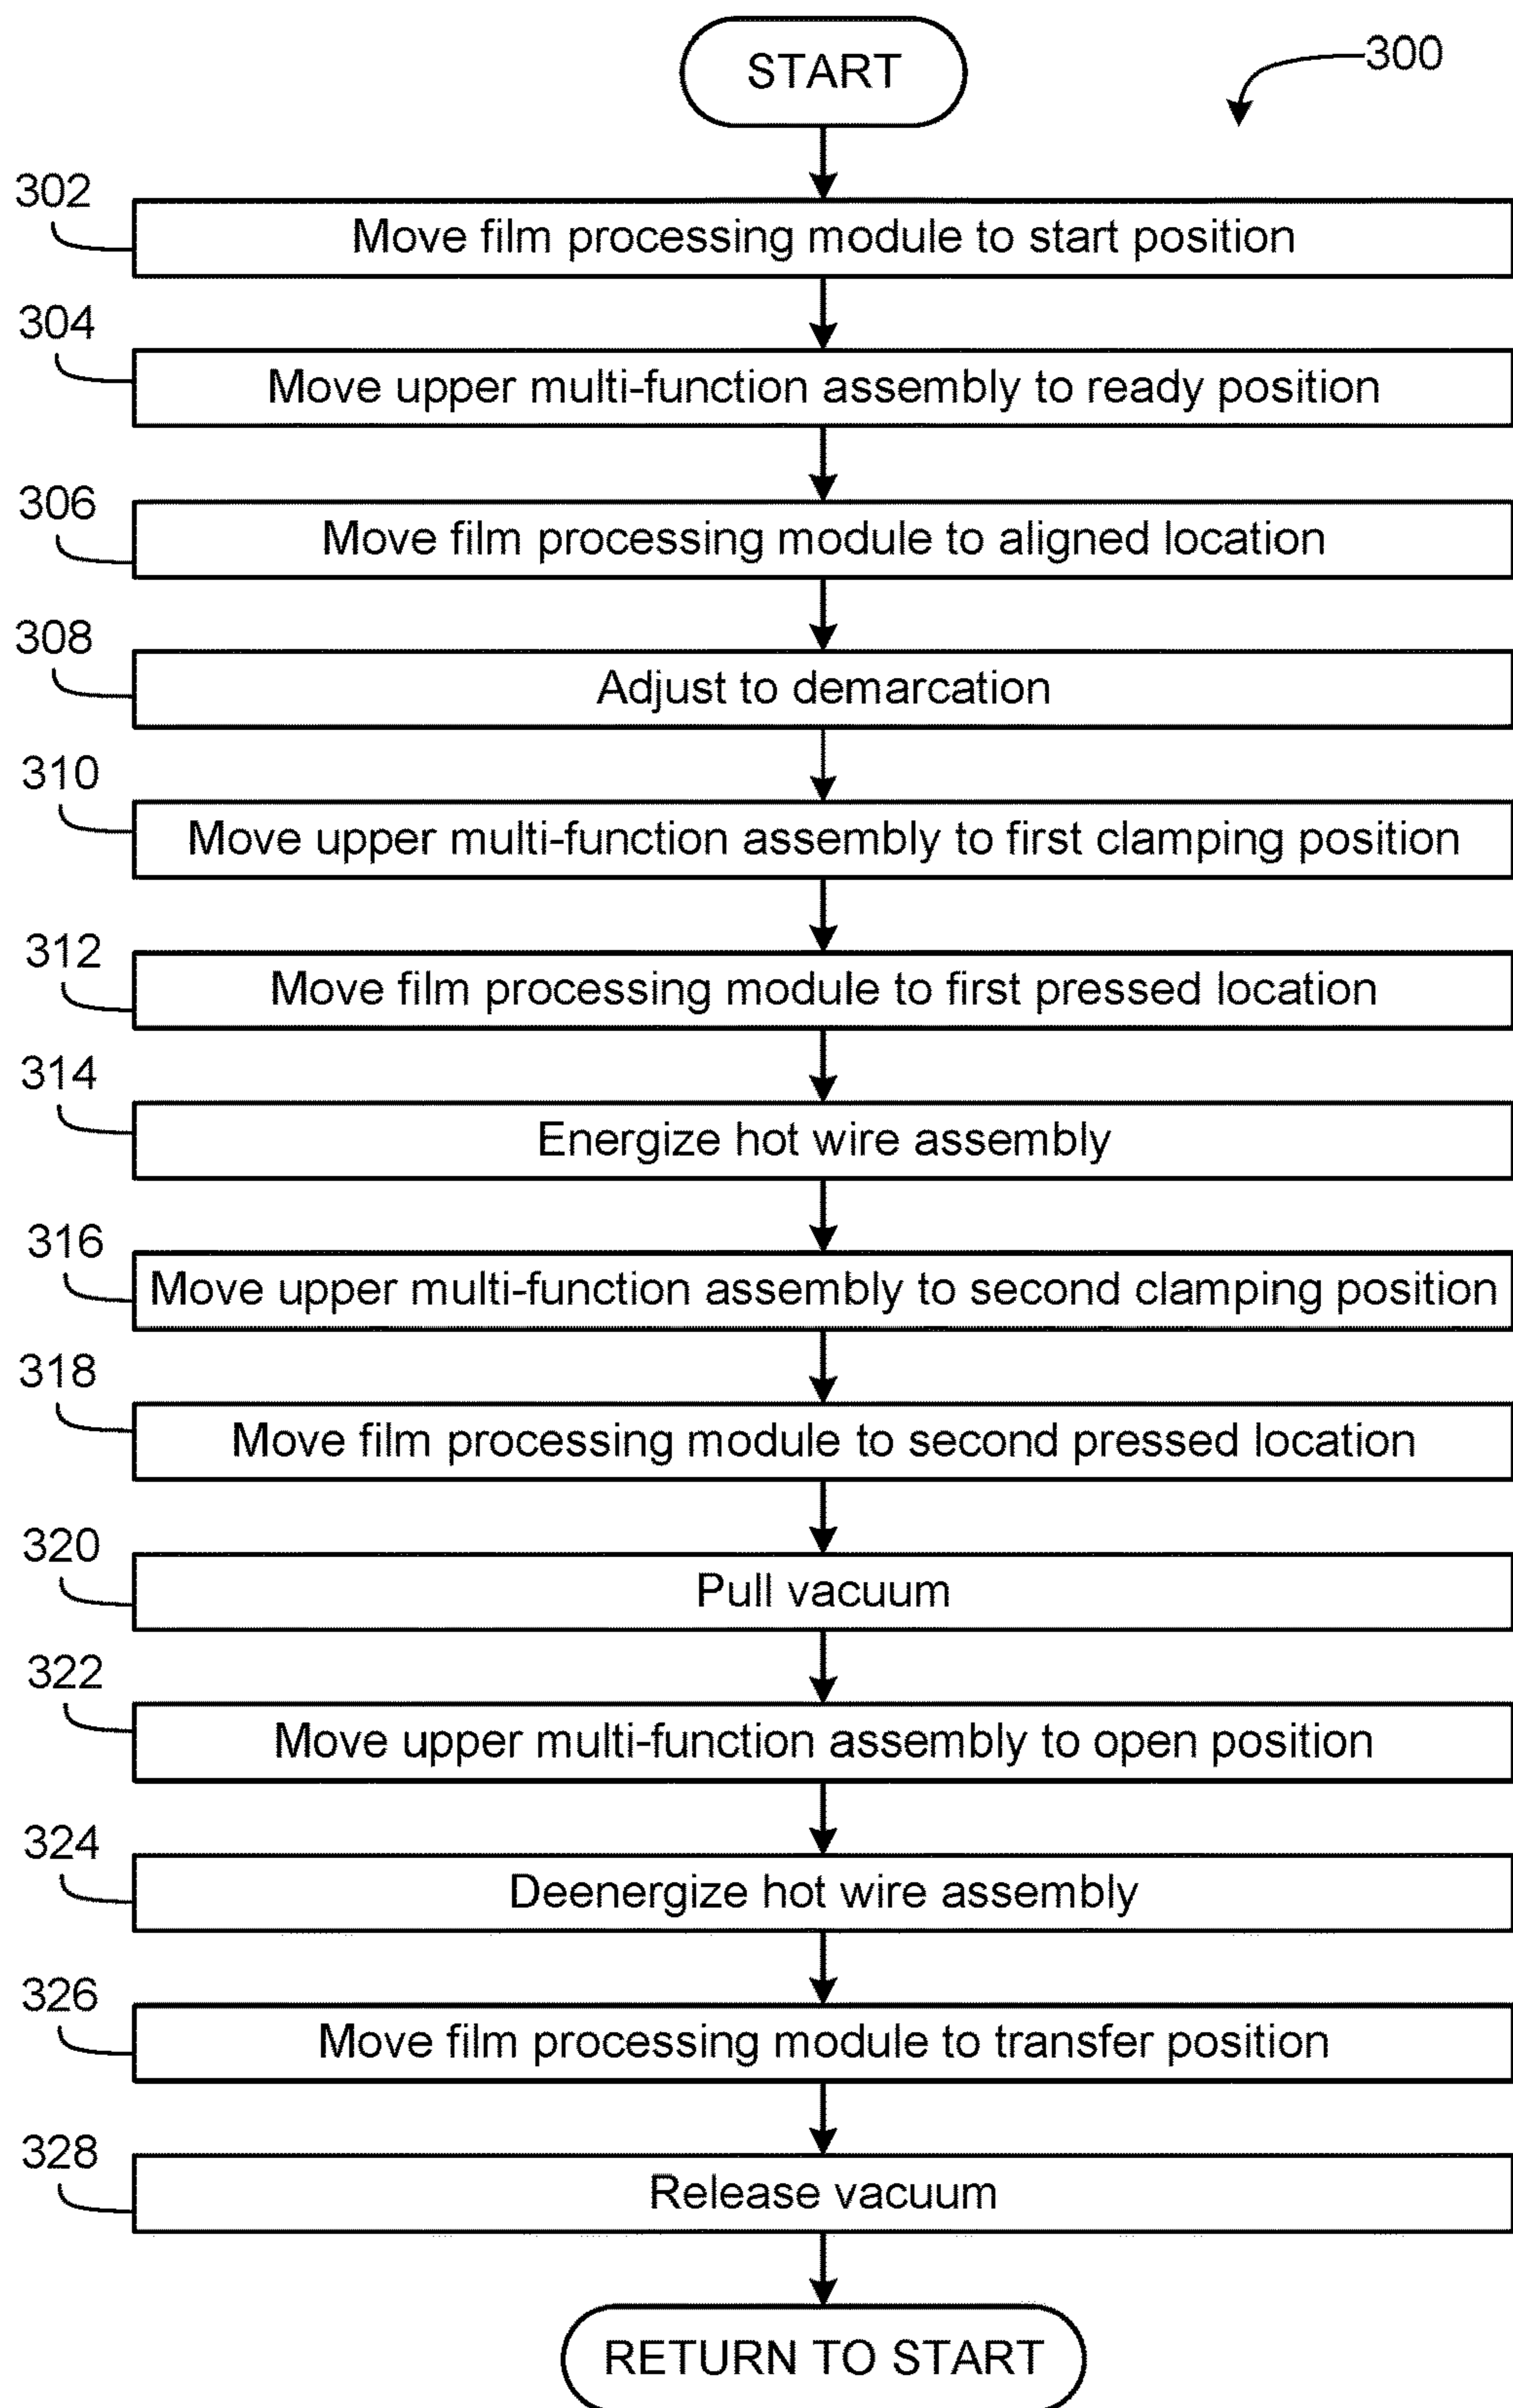 START
300
302
Move film processing module to start position
304
Move upper multi-function assembly to ready position
306
Move film processing module to aligned location
308
Adjust to demarcation
310
Move upper multi-function assembly to first clamping position
312
Move film processing module to first pressed location
314
Energize hot wire assembly
316
Move upper multi-function assembly to second clamping position
318
Move film processing module to second pressed location
320
Pull vacuum
322
Move upper multi-function assembly to open position
324
Deenergize hot wire assembly
326
Move film processing module to transfer position
328
Release vacuum
RETURN TO START